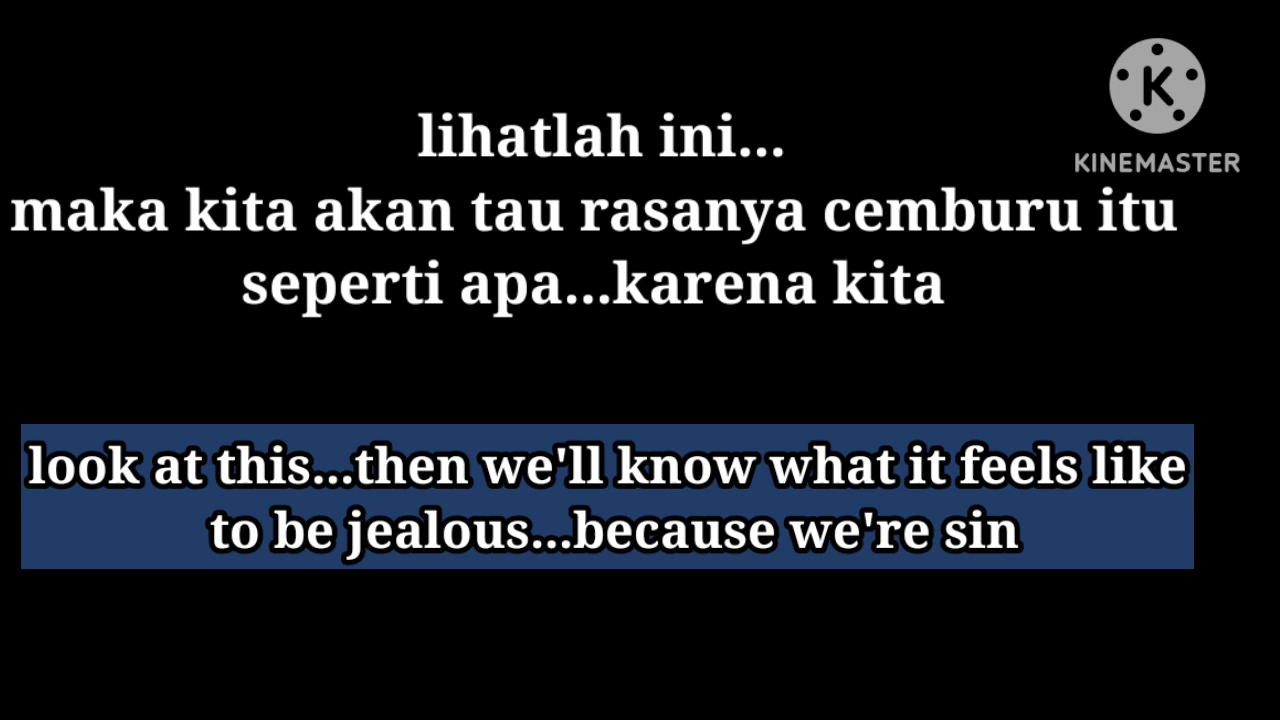 KINEMASTER
lihatlah ini...
maka kita akan tau rasanya cemburu itu
seperti apa...karena kita
look at this...then we'll know what it feels like
to be jealous...because we're sin